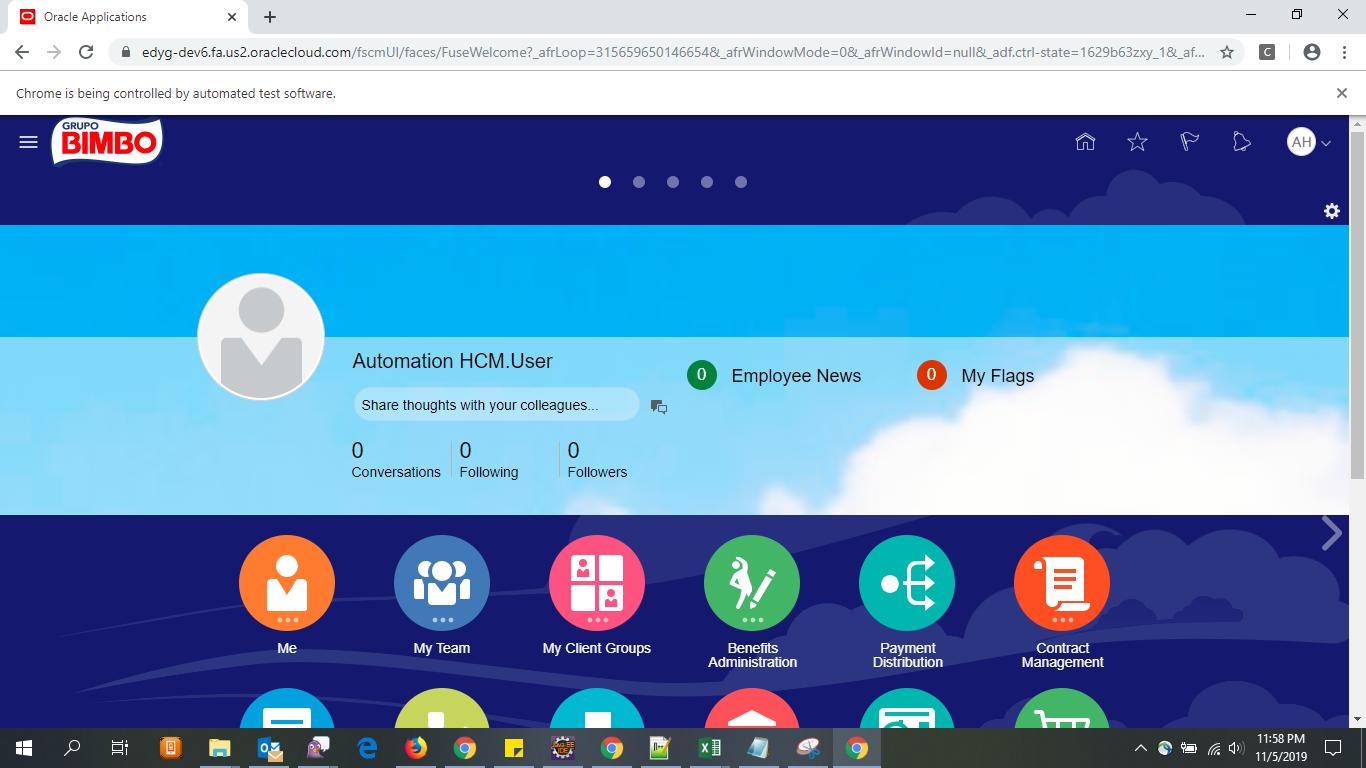 Oracle Applications
edyg-dev6.fa.us2.oraclecloud.com/fscmUI/faces/FuseWelcome?_afrLoop=3156596501466554&_afrWindowMode=0&_afrWindowId=null&_adf.ctrl-state=1629b63zxy_1&_af...
C
Chrome is being controlled by automated test software.
GRUPO
BIMBO
AH
Automation HCM.User
0 Employee News
0 My Flags
Share thoughts with your colleagues...
0 0 0
Conversations Following Followers
Me
My Team
My Client Groups
Benefits
Administration
Payment
Distribution
Contract
Management
11:58 PM
11/5/2019